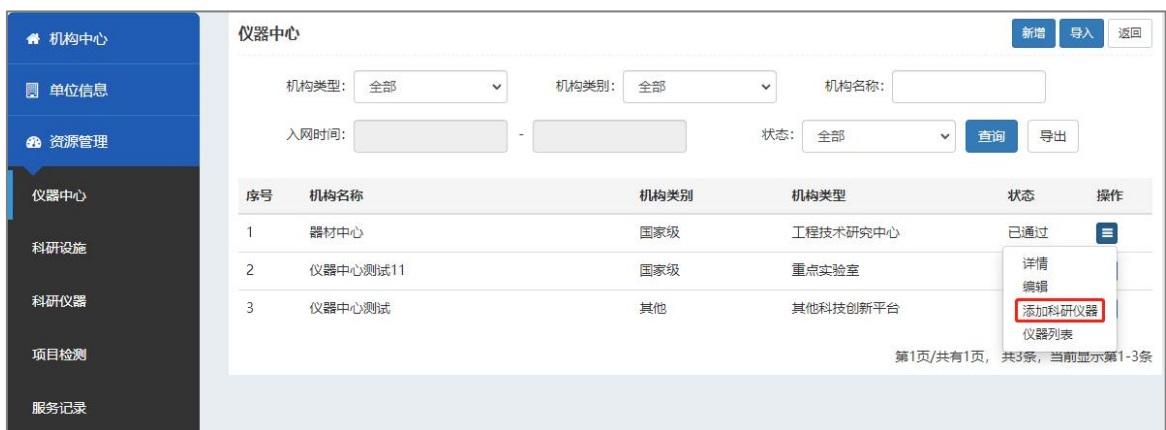 机构中心
单位信息
资源管理
仪器中心
科研设施
科研仪器
项目检测
服务记录
仪器中心 新增 导入 返回
机构类型: 全部 机构类别: 全部 机构名称:
入网时间: - 状态: 全部 查询 导出
序号 机构名称 机构类别 机构类型 状态 操作
1 器材中心 国家级 工程技术研究中心 已通过
2 仪器中心测试11 国家级 重点实验室
3 仪器中心测试 其他 其他科技创新平台
详情
编辑
添加科研仪器
仪器列表
第1页/共有1页, 共3条, 当前显示第1-3条